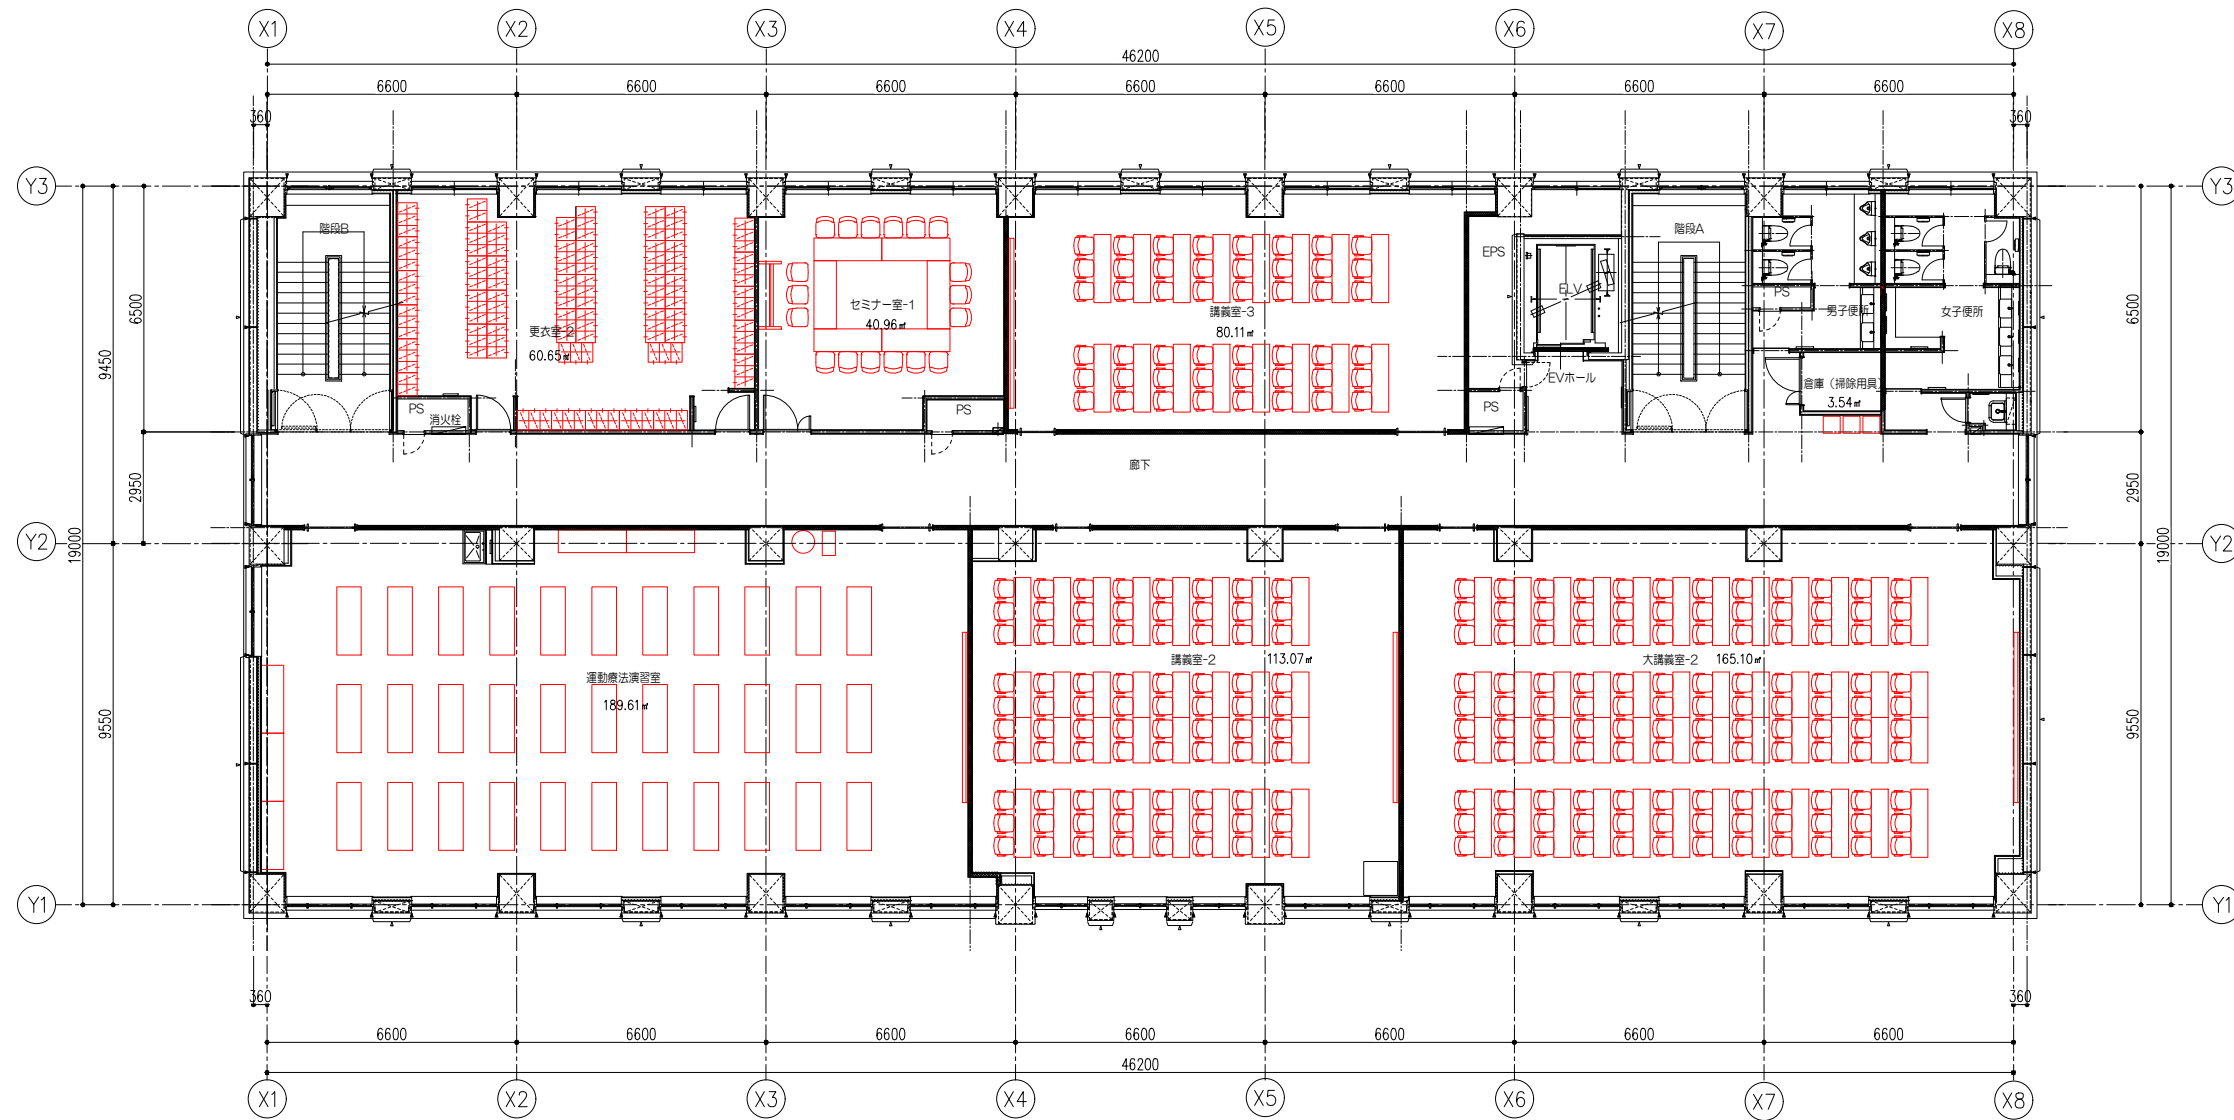 X1 X2 X3 X4 X5 X6 X7 X8
46200
6600 6600 6600 6600 6600 6600 6600
360 360
Y3 Y3
階段B
階段A
EPS
ELV
PS
セミナー室-1
40.96㎡
講義室-3
80.11㎡
男子便所
女子便所
更衣室-2
60.65㎡
6500 6500
9450
EVホール
倉庫（掃除用具）
3.54㎡
PS
消火栓
PS
PS
廊下
2950 2950
Y2 Y2
19000 19000
講義室-2 113.07㎡
大講義室-2 165.10㎡
運動療法演習室
189.61㎡
9550 9550
Y1 Y1
360 360
6600 6600 6600 6600 6600 6600 6600
46200
X1 X2 X3 X4 X5 X6 X7 X8